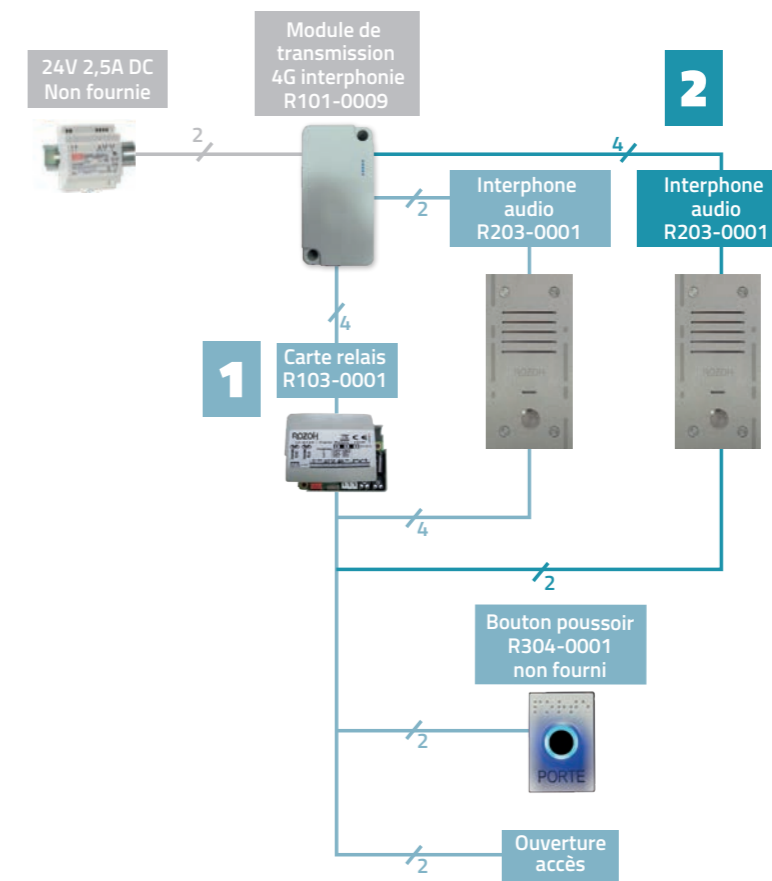 24V 2,5A DC
Non fournie
Module de
transmission
4G interphonie
R101-0009
2
2
4
2
Interphone
audio
R203-0001
Interphone
audio
R203-0001
4
1
Carte relais
R103-0001
ROZOH
ROZOH
ROZOH
4
2
Bouton poussoir
R304-0001
non fourni
2
PORTE
2
Ouverture
accès